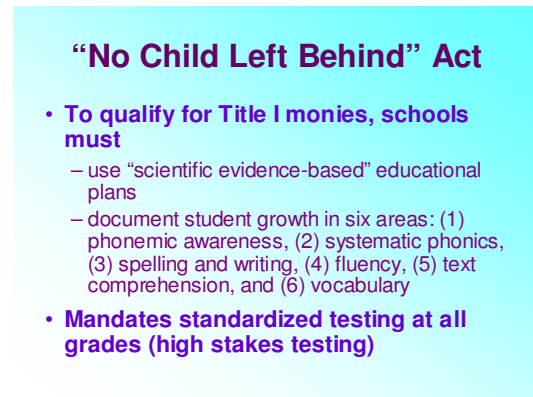 “No Child Left Behind” Act
• To qualify for Title I monies, schools
must
– use “scientific evidence-based” educational
plans
– document student growth in six areas: (1)
phonemic awareness, (2) systematic phonics,
(3) spelling and writing, (4) fluency, (5) text
comprehension, and (6) vocabulary
• Mandates standardized testing at all
grades (high stakes testing)